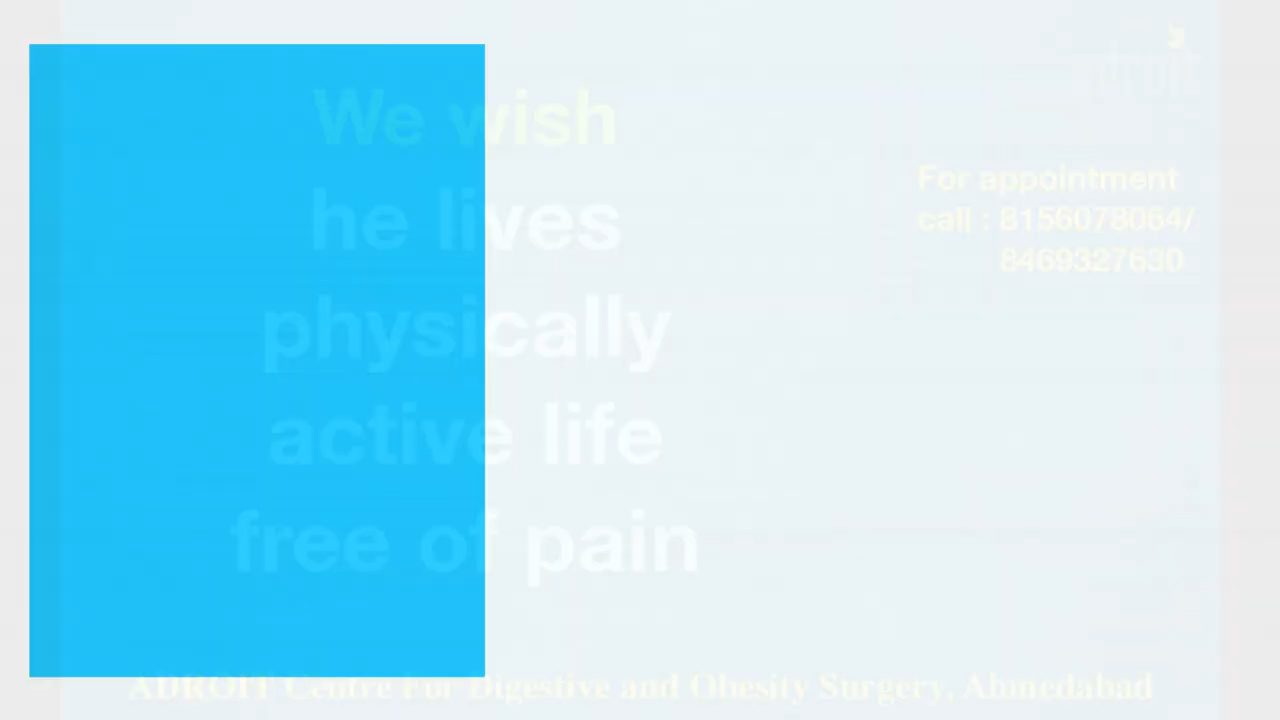 adroit
We wish
he lives
physically
active life
free of pain
For appointment
call : 8156078064/
8469327630
ADROIT Centre For Digestive and Obesity Surgery, Ahmedabad